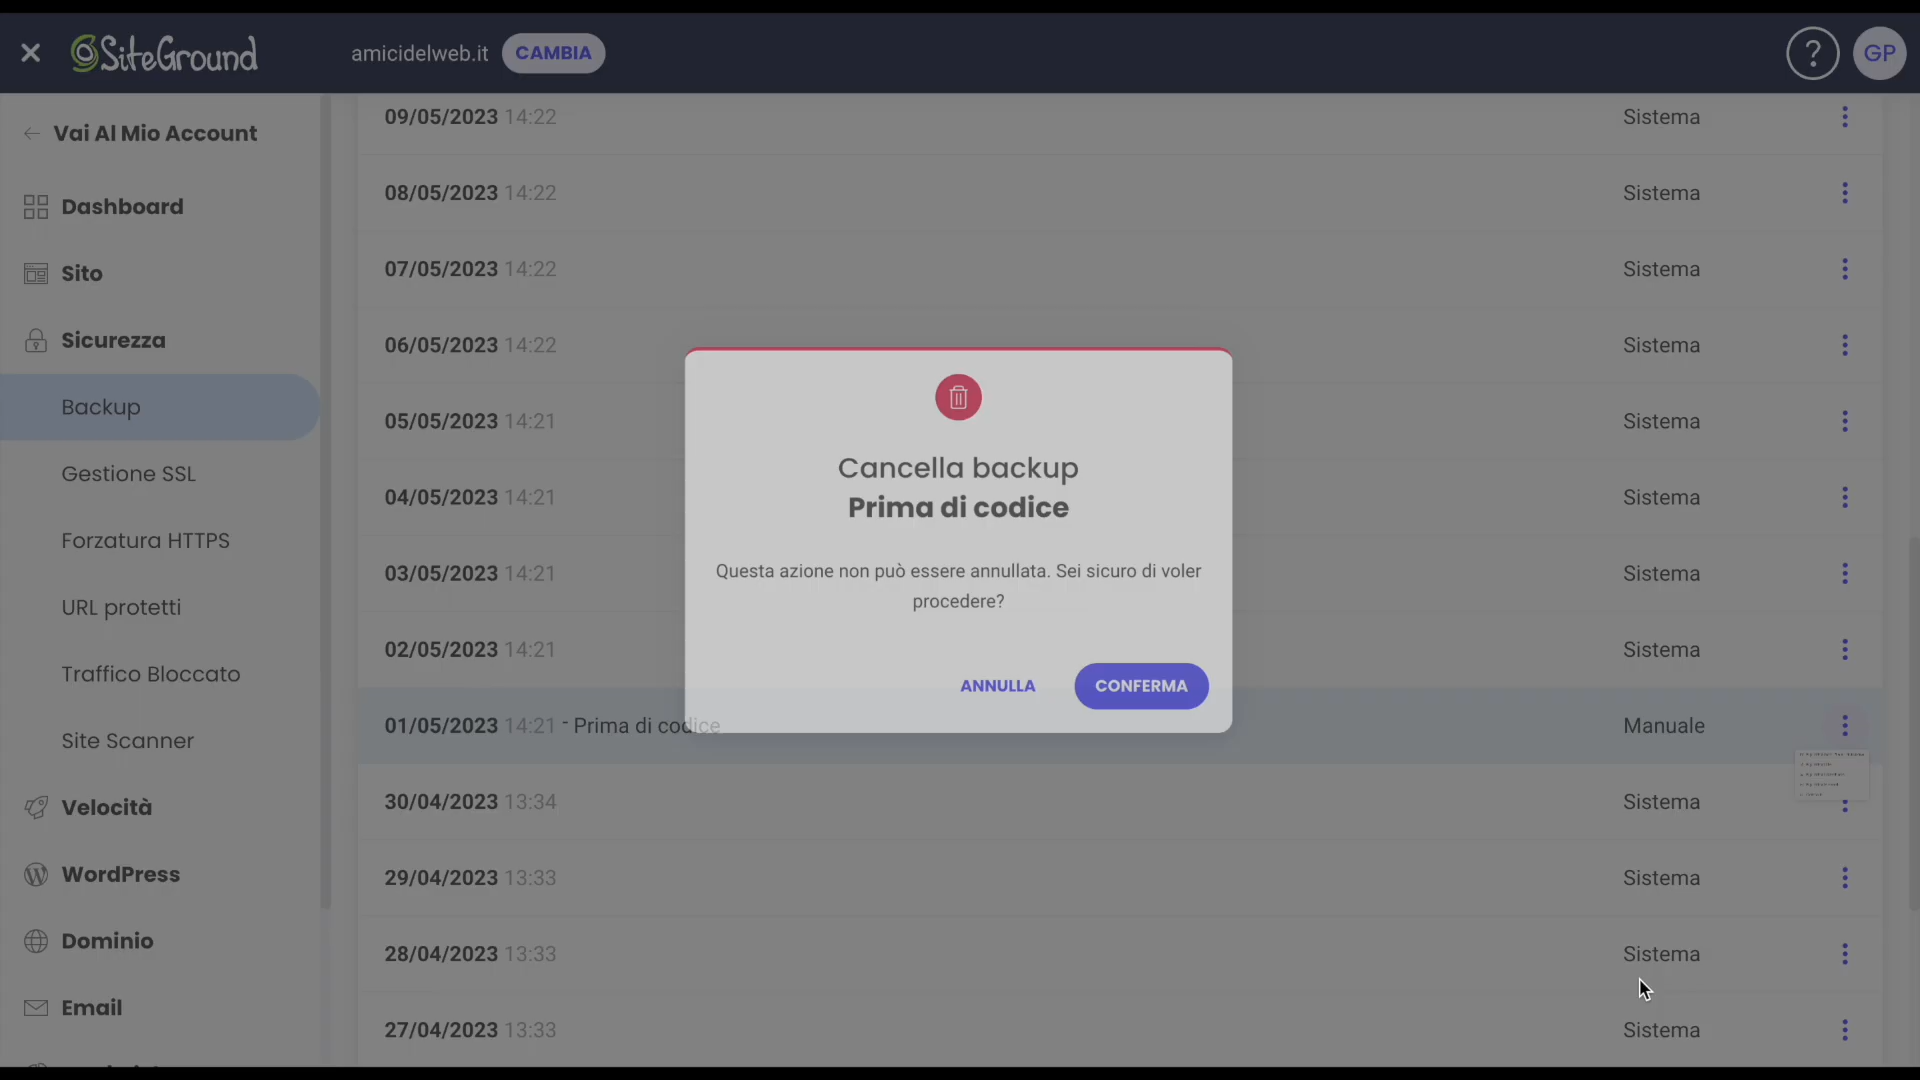 SiteGround
amicidelweb.it CAMBIA
? GP
Vai Al Mio Account
Dashboard
Sito
Sicurezza
Backup
Gestione SSL
Forzatura HTTPS
URL protetti
Traffico Bloccato
Site Scanner
Velocità
WordPress
Dominio
Email
09/05/2023 14:22 Sistema
08/05/2023 14:22 Sistema
07/05/2023 14:22 Sistema
06/05/2023 14:22 Sistema
05/05/2023 14:21 Sistema
04/05/2023 14:21 Sistema
03/05/2023 14:21 Sistema
02/05/2023 14:21 Sistema
01/05/2023 14:21 - Prima di codice Manuale
30/04/2023 13:34 Sistema
29/04/2023 13:33 Sistema
28/04/2023 13:33 Sistema
27/04/2023 13:33 Sistema
Cancella backup
Prima di codice
Questa azione non può essere annullata. Sei sicuro di voler
procedere?
ANNULLA CONFERMA